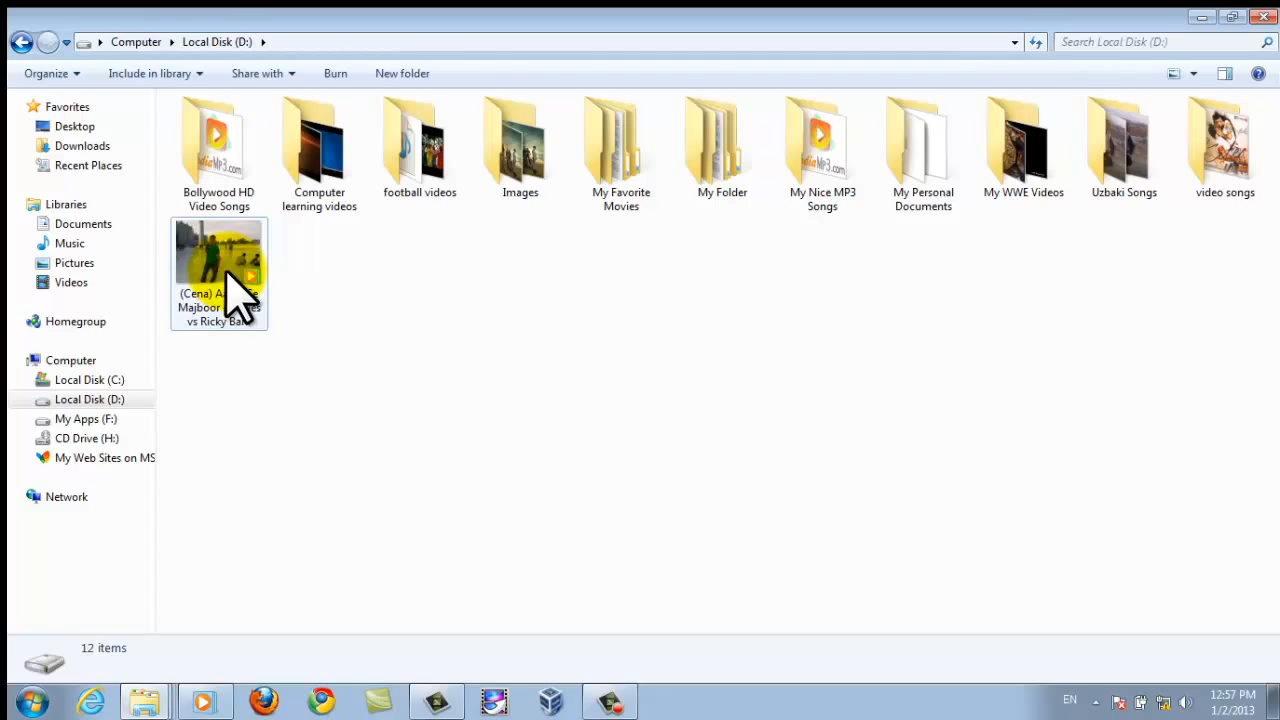 Computer
Local Disk (D:)
Search Local Disk (D:)
Organize
Include in library
Share with
Burn
New folder
Favorites
Desktop
Downloads
Recent Places
Libraries
Documents
Music
Pictures
Videos
Homegroup
Computer
Local Disk (C:)
Local Disk (D:)
My Apps (F:)
CD Drive (H:)
My Web Sites on MS
Network
Bollywood HD
Video Songs
Computer
learning videos
football videos
Images
My Favorite
Movies
My Folder
My Nice MP3
Songs
My Personal
Documents
My WWE Videos
Uzbaki Songs
video songs
(Cena)
Majboor
vs Ricky
12 items
EN
12:57 PM
1/2/2013